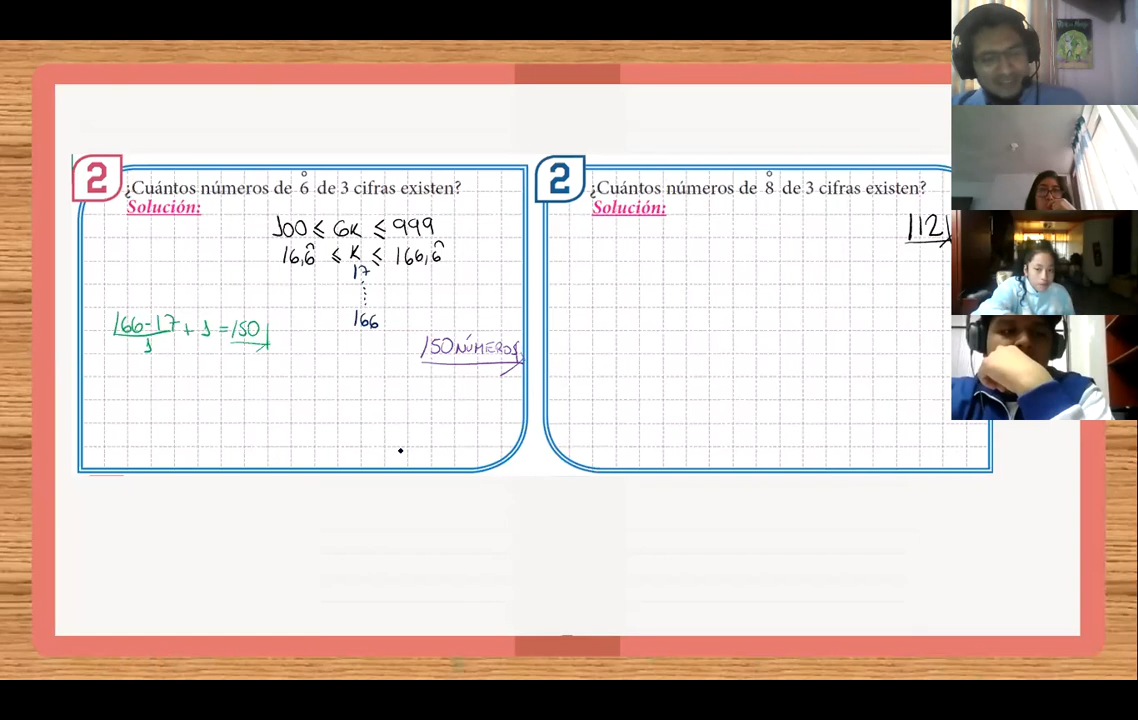 2
¿Cuántos números de 6̊ de 3 cifras existen?
Solución:
100 ≤ 6K ≤ 999
16,6̂ ≤ K ≤ 166,6̂
17
166
166-17 + 1 = 150
1
150 NÚMEROS
2
¿Cuántos números de 8̊ de 3 cifras existen?
Solución:
112